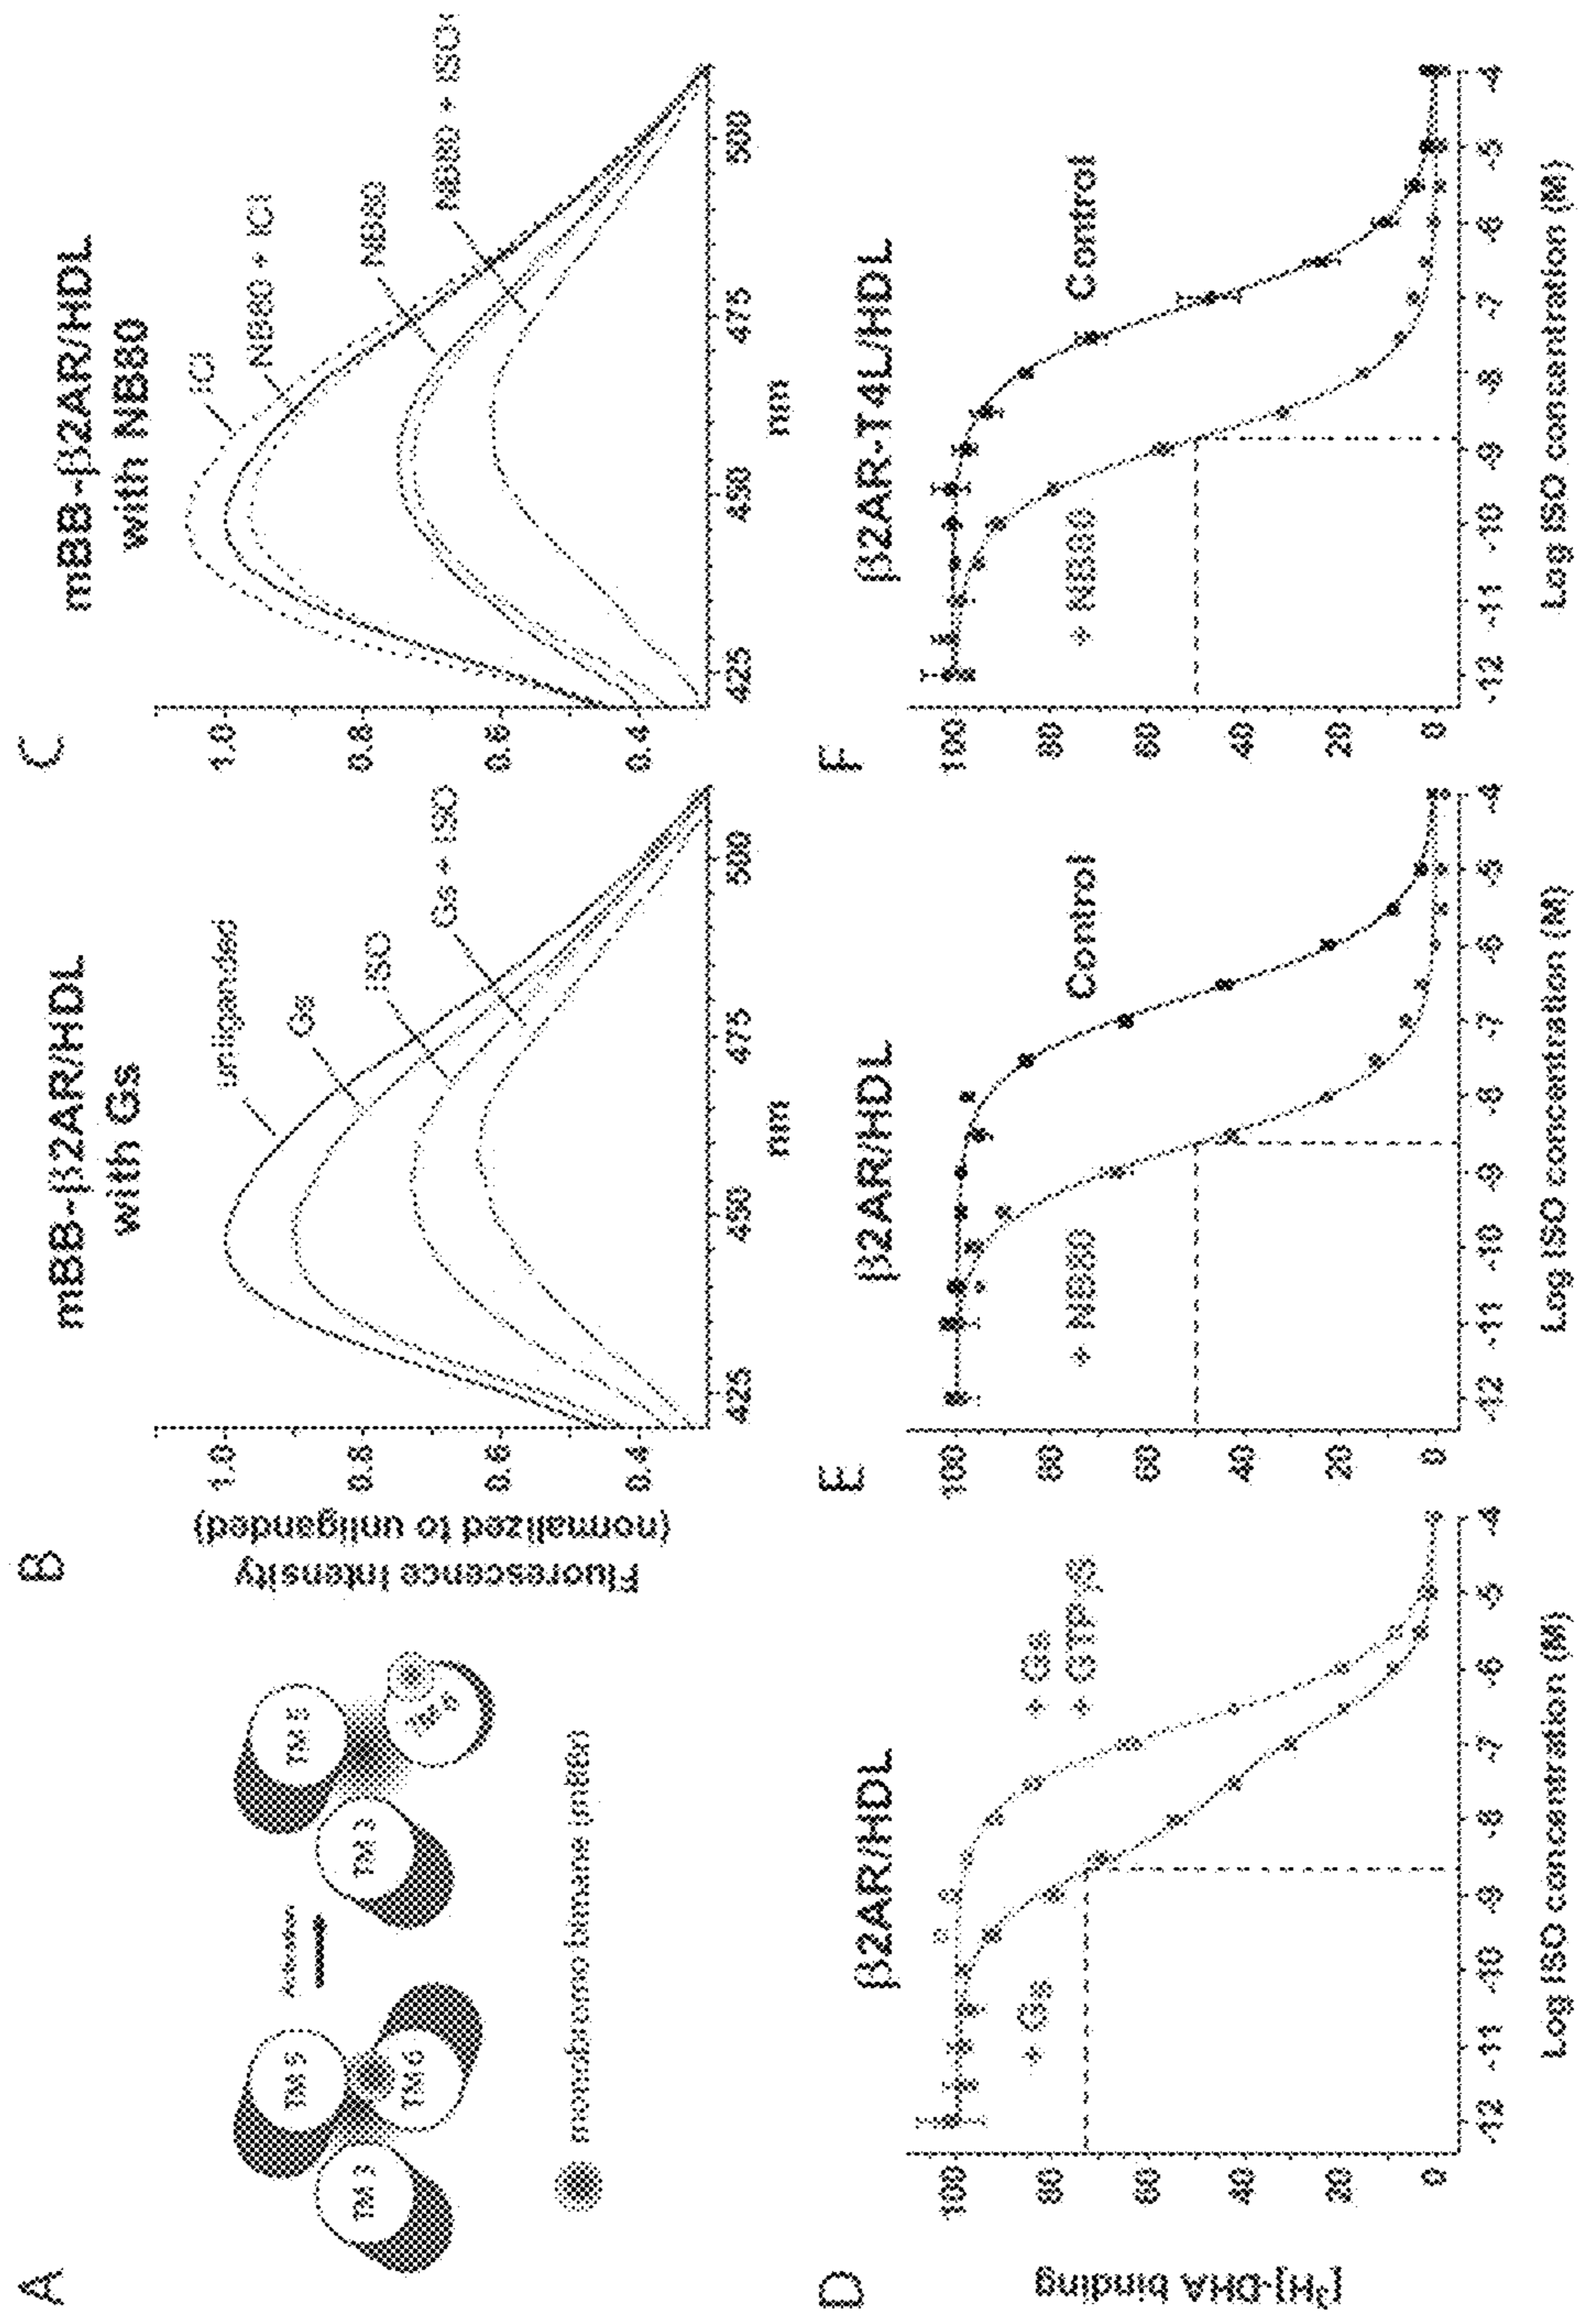 A
TM 5
TM 3
TM 6
Activation
TM 5
TM 3
monobromo bimane (mBBr)
B
mBB-β2AR/HDL
with Gs
Fluorescence intensity
(normalized to unliganded)
1.0
0.8
0.6
0.4
unliganded
Gs
ISO
Gs + ISO
425
450
475
500
nm
C
mBB-β2AR/HDL
with NB80
1.0
0.8
0.6
0.4
ICI
NB80 + ICI
NB80
NB80 + ISO
425
450
475
500
nm
D
β2AR/HDL
[³H]-DHA binding
100
80
60
40
20
0
+ Gs
+ Gs
+ GTPγS
-12 -11 -10 -9 -8 -7 -6 -5 -4
Log ISO concentration (M)
E
β2AR/HDL
100
80
60
40
20
0
+ NB80
Control
-12 -11 -10 -9 -8 -7 -6 -5 -4
Log ISO concentration (M)
F
β2AR-T4L/HDL
100
80
60
40
20
0
+ NB80
Control
-12 -11 -10 -9 -8 -7 -6 -5 -4
Log ISO concentration (M)